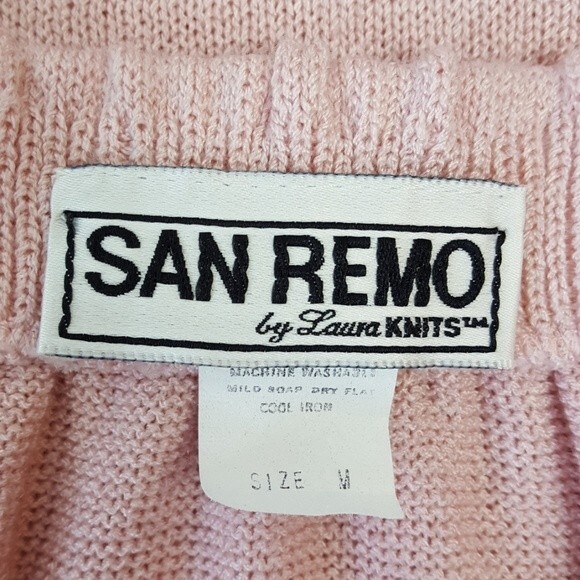 SAN REMO
by Laura KNITS™
MACHINE WASHABLE
MILD SOAP DRY FLAT
COOL IRON
SIZE M